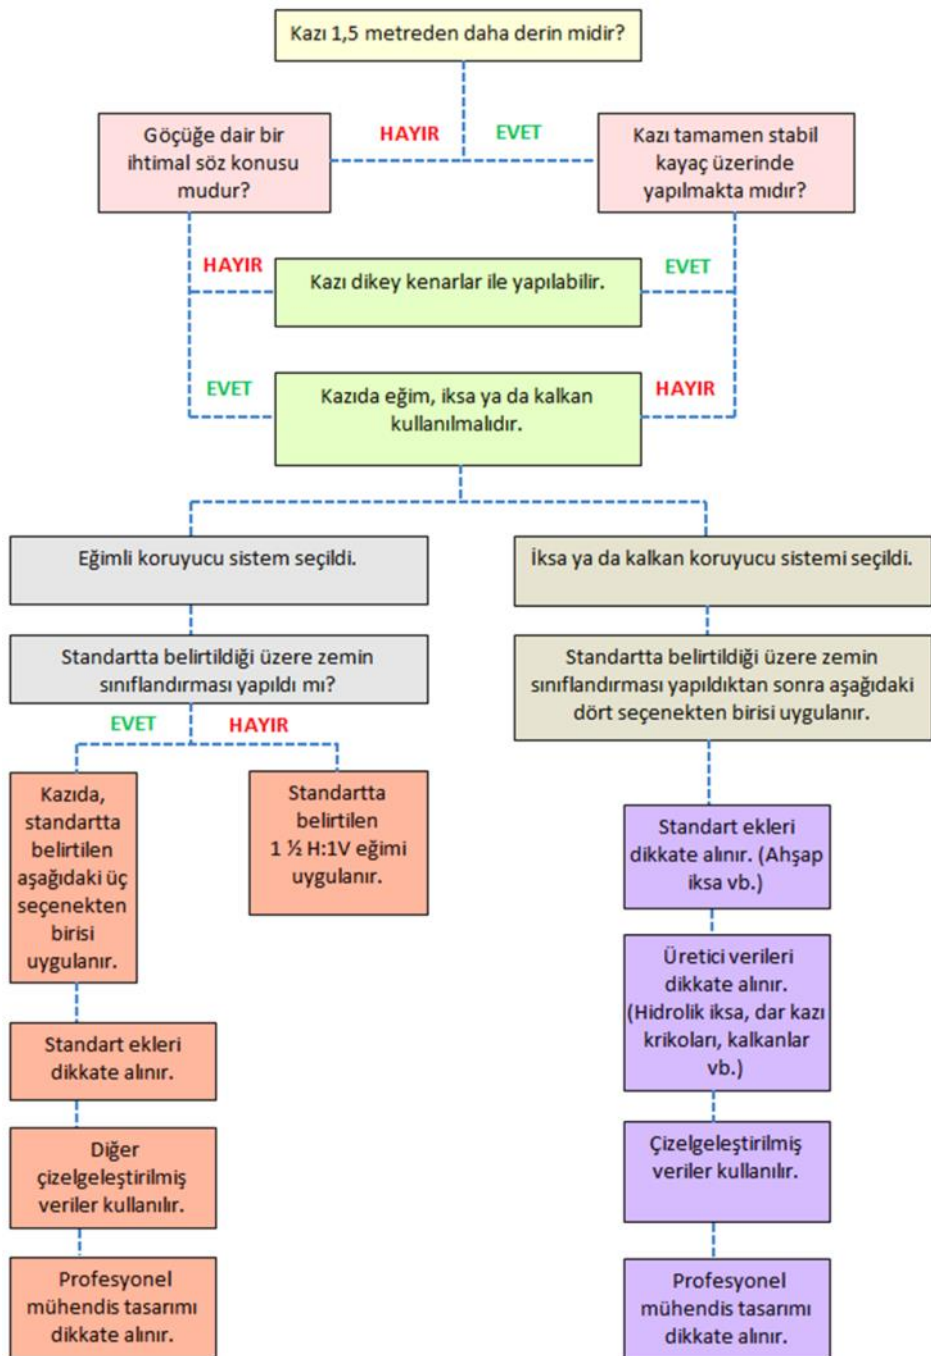 Kazı 1,5 metreden daha derin midir?
HAYIR
EVET
Göçüğe dair bir
ihtimal söz konusu
mudur?
Kazı tamamen stabil
kayaç üzerinde
yapılmakta mıdır?
HAYIR
EVET
Kazı dikey kenarlar ile yapılabilir.
EVET
HAYIR
Kazıda eğim, iksa ya da kalkan
kullanılmalıdır.
Eğimli koruyucu sistem seçildi.
İksa ya da kalkan koruyucu sistemi seçildi.
Standartta belirtildiği üzere zemin
sınıflandırması yapıldı mı?
Standartta belirtildiği üzere zemin
sınıflandırması yapıldıktan sonra aşağıdaki
dört seçenekten birisi uygulanır.
EVET
HAYIR
Kazıda,
standartta
belirtilen
aşağıdaki üç
seçenekten
birisi
uygulanır.
Standartta
belirtilen
1 ½ H:1V eğimi
uygulanır.
Standart ekleri
dikkate alınır. (Ahşap
iksa vb.)
Üretici verileri
dikkate alınır.
(Hidrolik iksa, dar kazı
krikoları, kalkanlar
vb.)
Standart ekleri
dikkate alınır.
Diğer
çizelgeleştirilmiş
veriler kullanılır.
Çizelgeleştirilmiş
veriler kullanılır.
Profesyonel
mühendis tasarımı
dikkate alınır.
Profesyonel
mühendis tasarımı
dikkate alınır.